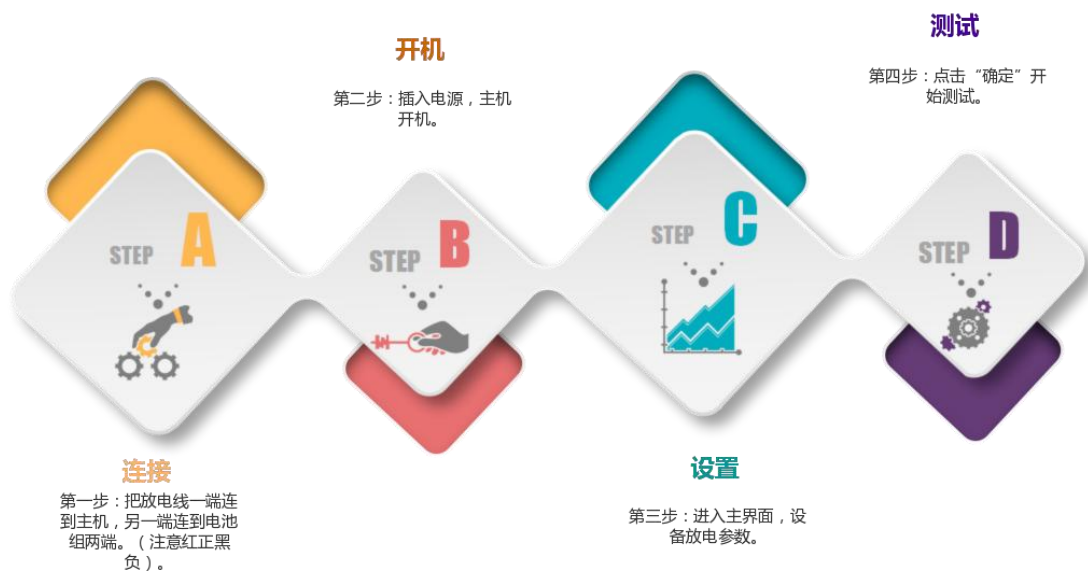 连接
STEP A
第一步：把放电线一端连
到主机，另一端连到电池
组两端。（注意红正黑
负）。
开机
第二步：插入电源，主机
开机。
STEP B
STEP C
设置
第三步：进入主界面，设
备放电参数。
测试
第四步：点击“确定”开
始测试。
STEP D